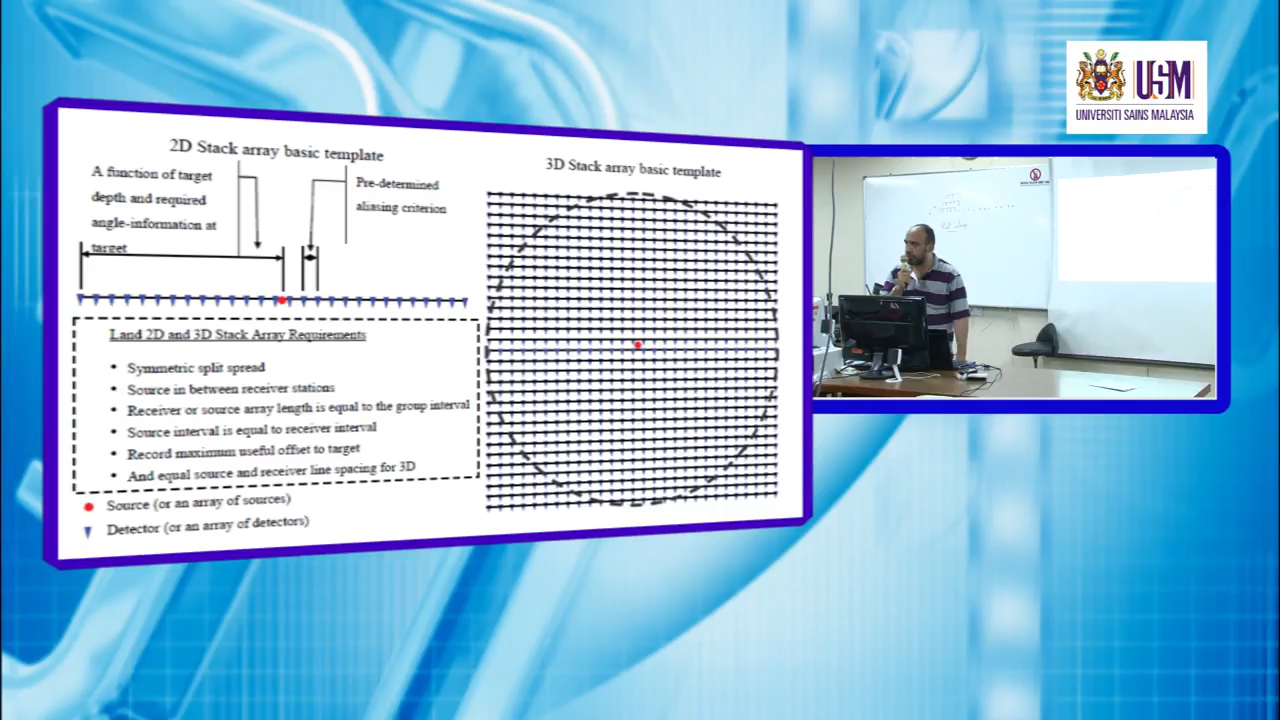 2D Stack array basic template
A function of target
depth and required
angle-information at
target
Pre-determined
aliasing criterion
Land 2D and 3D Stack Array Requirements
• Symmetric split spread
• Source in between receiver stations
• Receiver or source array length is equal to the group interval
• Source interval is equal to receiver interval
• Record maximum useful offset to target
• And equal source and receiver line spacing for 3D
Source (or an array of sources)
Detector (or an array of detectors)
3D Stack array basic template
USM
UNIVERSITI SAINS MALAYSIA